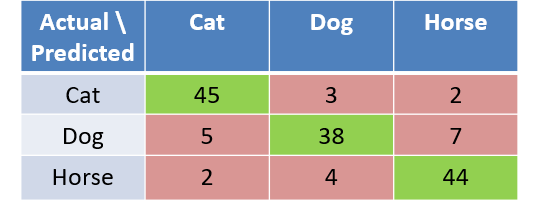 Actual \ Cat Dog Horse
Predicted
Cat 45 3 2
Dog 5 38 7
Horse 2 4 44